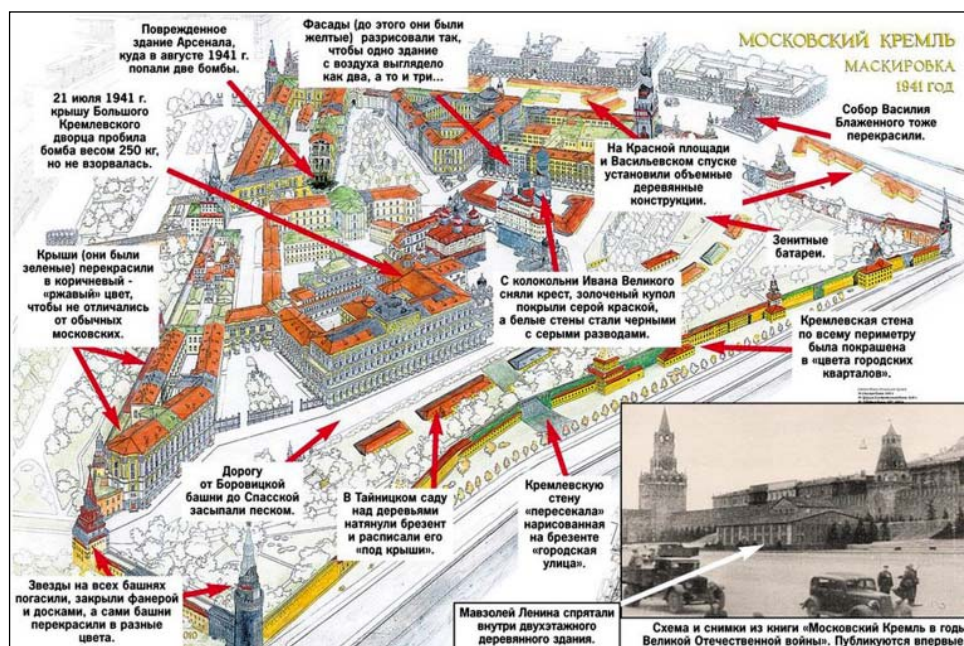 МОСКОВСКИЙ КРЕМЛЬ
МАСКИРОВКА
1941 ГОД
Поврежденное
здание Арсенала,
куда в августе 1941 г.
попали две бомбы.
Фасады (до этого они были
желтые) разрисовали так,
чтобы одно здание
с воздуха выглядело
как два, а то и три...
21 июля 1941 г.
крышу Большого
Кремлевского
дворца пробила
бомба весом 250 кг,
но не взорвалась.
На Красной площади
и Васильевском спуске
установили объемные
деревянные
конструкции.
Собор Василия
Блаженного тоже
перекрасили.
Зенитные
батареи.
Крыши (они были
зеленые) перекрасили
в коричневый -
«ржавый» цвет,
чтобы не отличались
от обычных
московских.
С колокольни Ивана Великого
сняли крест, золоченый купол
покрыли серой краской,
а белые стены стали черными
с серыми разводами.
Кремлевская стена
по всему периметру
была покрашена
в «цвета городских
кварталов».
Дорогу
от Боровицкой
башни до Спасской
засыпали песком.
В Тайницком саду
над деревьями
натянули брезент
и расписали его
«под крыши».
Кремлевскую
стену
«пересекала»
нарисованная
на брезенте
«городская
улица».
Звезды на всех башнях
погасили, закрыли фанерой
и досками, а сами башни
перекрасили в разные
цвета.
Мавзолей Ленина спрятали
внутри двухэтажного
деревянного здания.
Схема и снимки из книги «Московский Кремль в годы
Великой Отечественной войны». Публикуются впервые